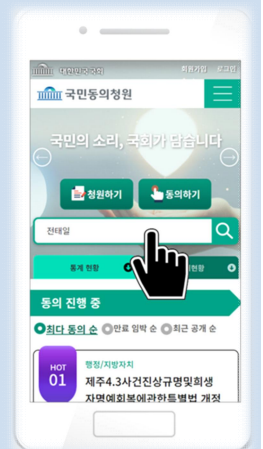 대한민국국회 회원가입 로그인
국민동의청원
국민의 소리, 국회가 답습니다
청원하기 동의하기
전태일
통계 현황 현황
동의 진행 중
최다 동의 순 만료 임박 순 최근 공개 순
HOT
01
행정/지방자치
제주4.3사건진상규명및희생
자명예회복에관한특별법 개정